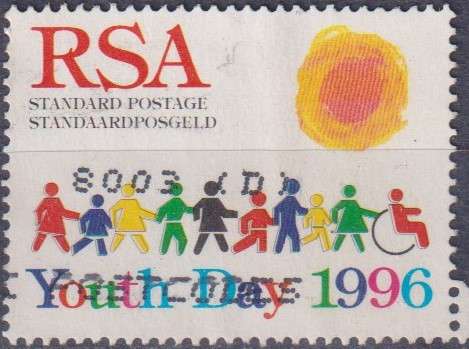 RSA
STANDARD POSTAGE
STANDAARDPOSGELD
8003 (D)
Youth Day 1996